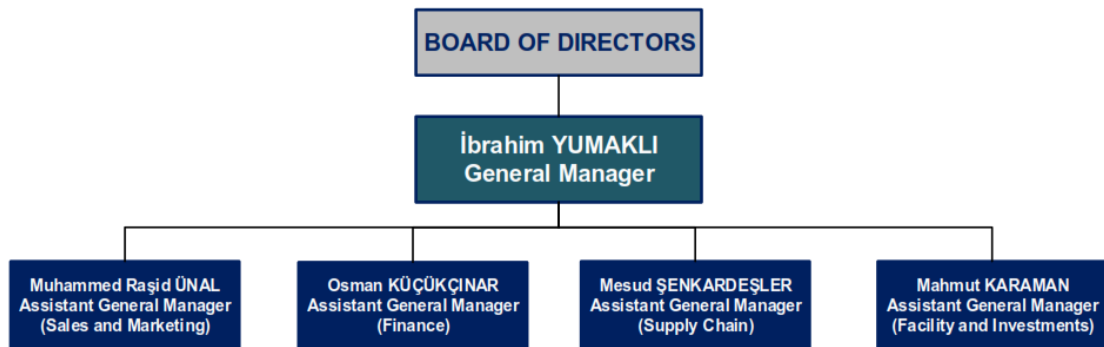 BOARD OF DIRECTORS
İbrahim YUMAKLI
General Manager
Muhammed Raşid ÜNAL
Assistant General Manager
(Sales and Marketing)
Osman KÜÇÜKÇINAR
Assistant General Manager
(Finance)
Mesud ŞENKARDEŞLER
Assistant General Manager
(Supply Chain)
Mahmut KARAMAN
Assistant General Manager
(Facility and Investments)